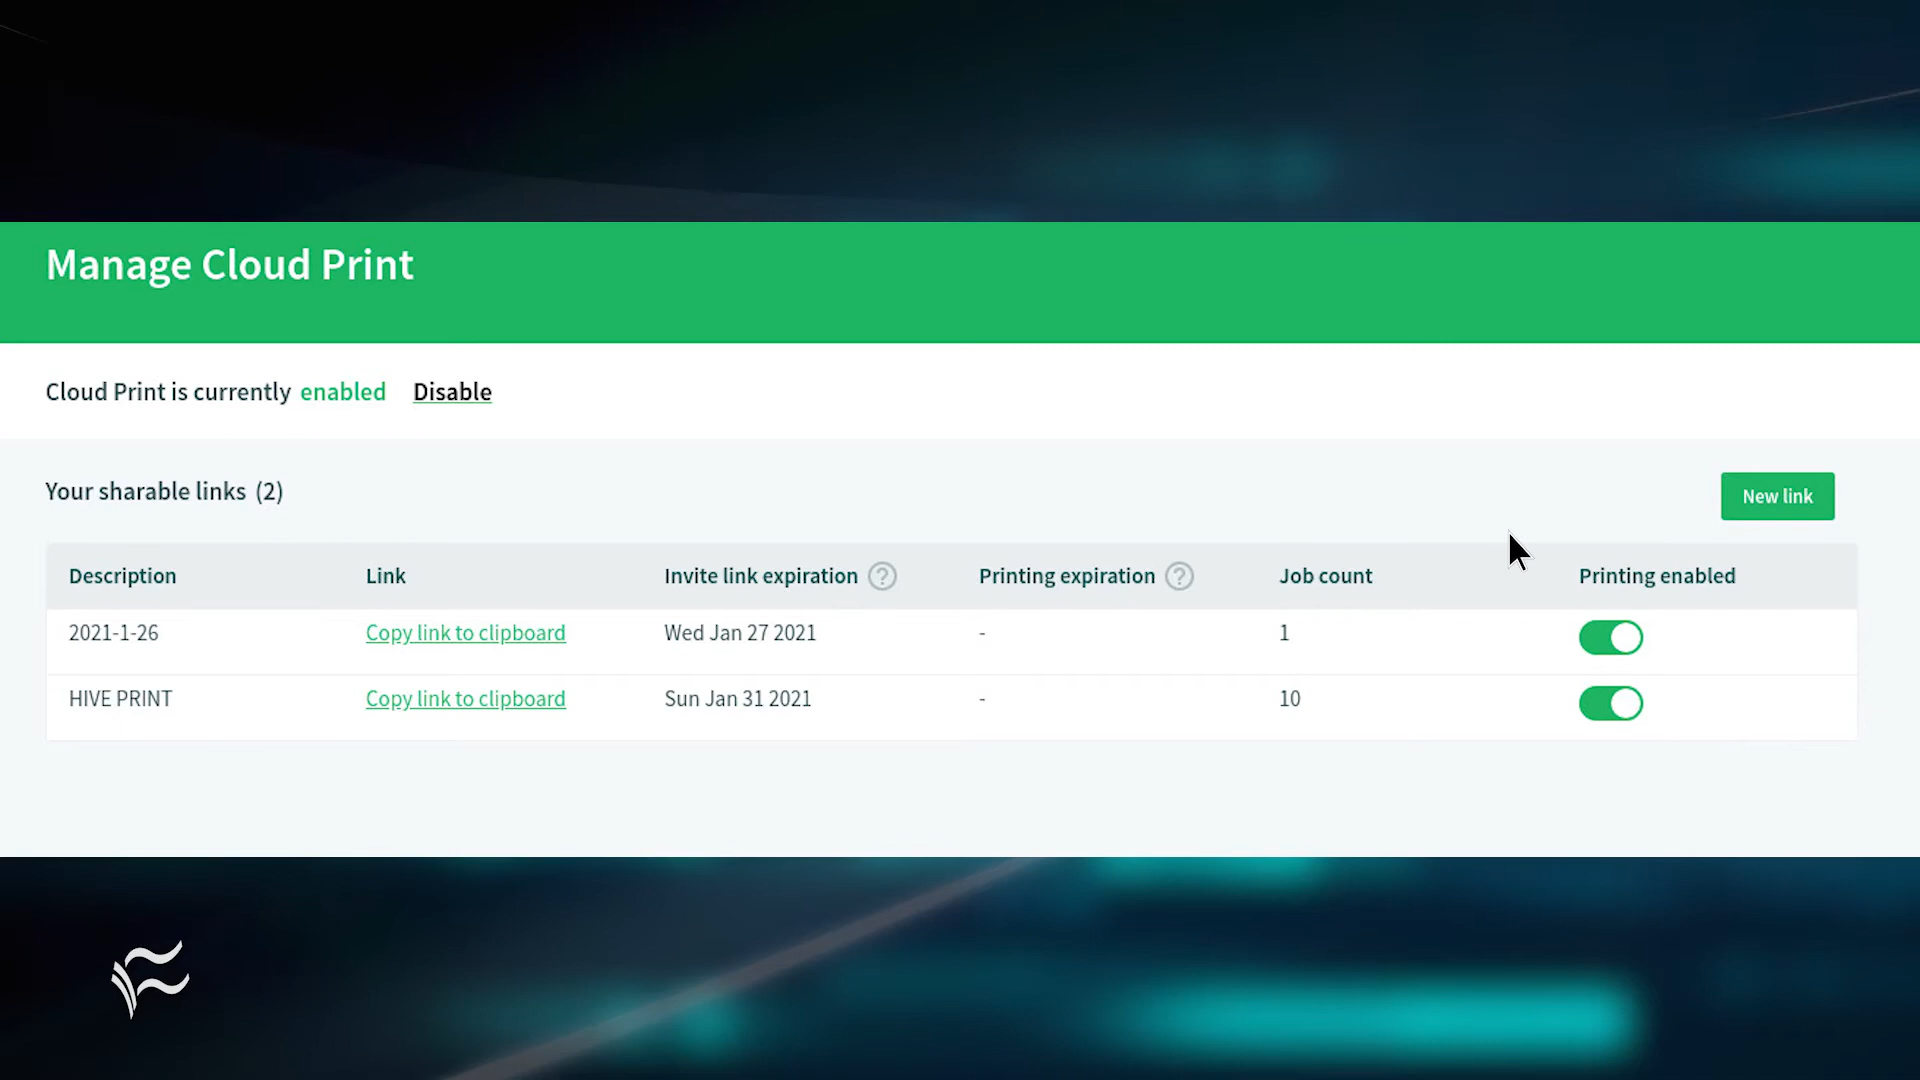 Manage Cloud Print
Cloud Print is currently enabled Disable
Your sharable links (2)
New link
Description Link Invite link expiration ? Printing expiration ? Job count Printing enabled
2021-1-26 Copy link to clipboard Wed Jan 27 2021 - 1
HIVE PRINT Copy link to clipboard Sun Jan 31 2021 - 10